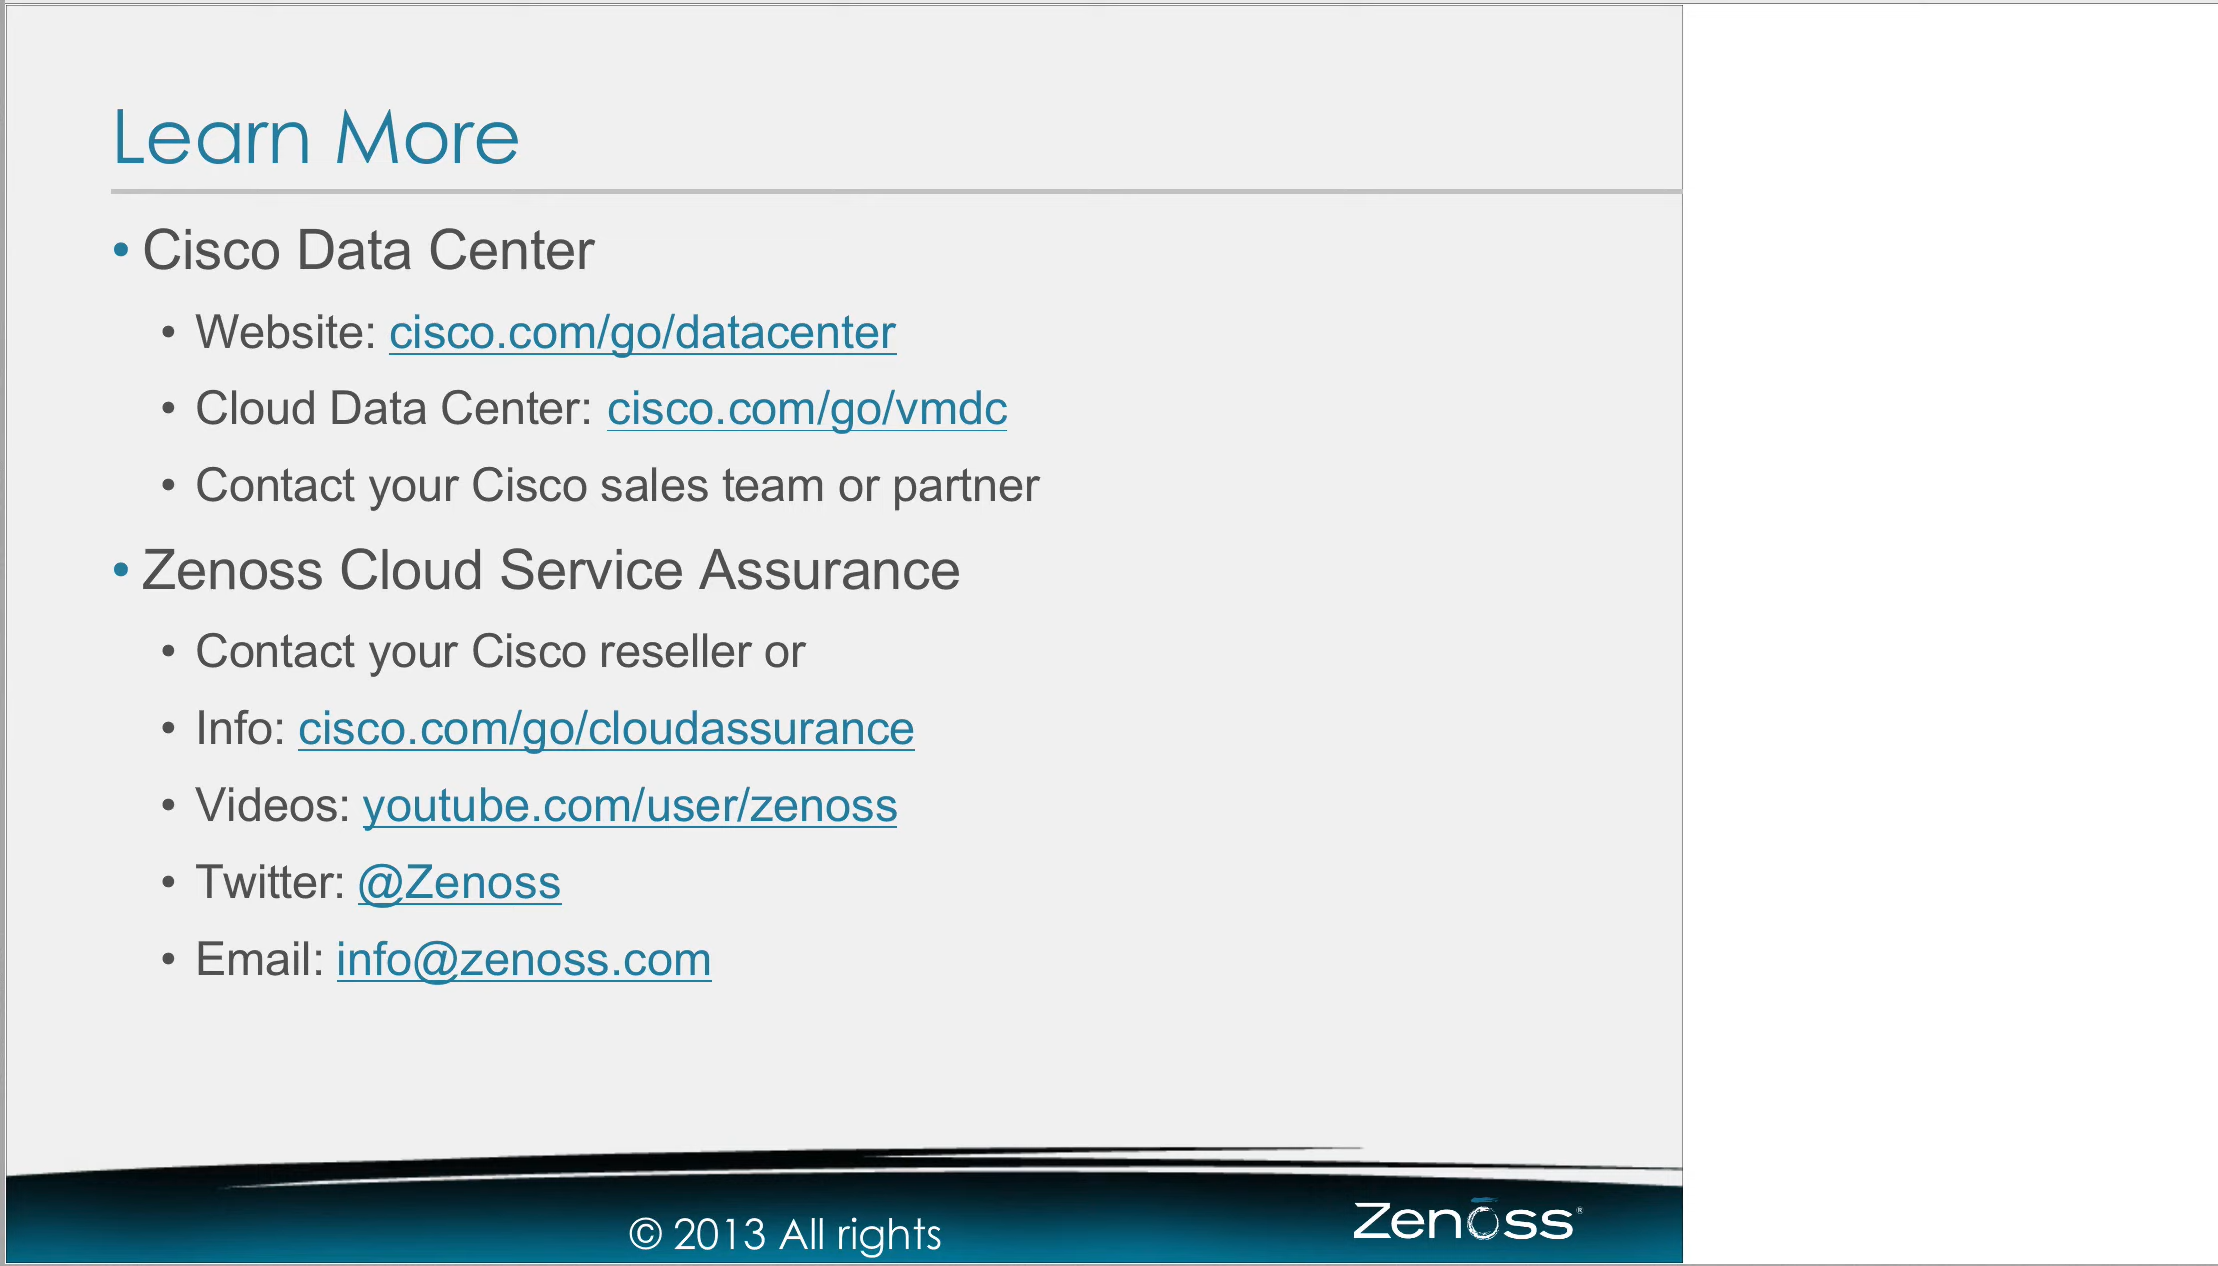 Learn More
• Cisco Data Center
• Website: cisco.com/go/datacenter
• Cloud Data Center: cisco.com/go/vmdc
• Contact your Cisco sales team or partner
• Zenoss Cloud Service Assurance
• Contact your Cisco reseller or
• Info: cisco.com/go/cloudassurance
• Videos: youtube.com/user/zenoss
• Twitter: @Zenoss
• Email: info@zenoss.com
© 2013 All rights
Zenoss®